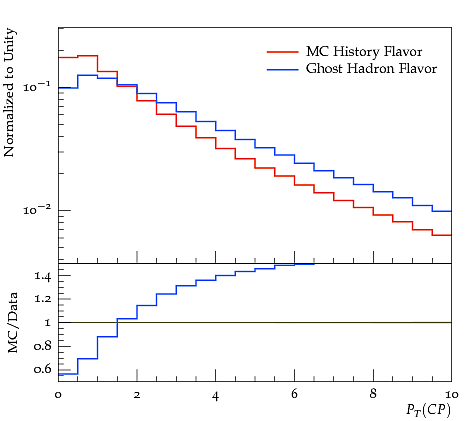 Normalized to Unity
MC History Flavor
Ghost Hadron Flavor
10⁻¹
10⁻²
MC/Data
1.4
1.2
1
0.8
0.6
0 2 4 6 8 10
P_T(CP)